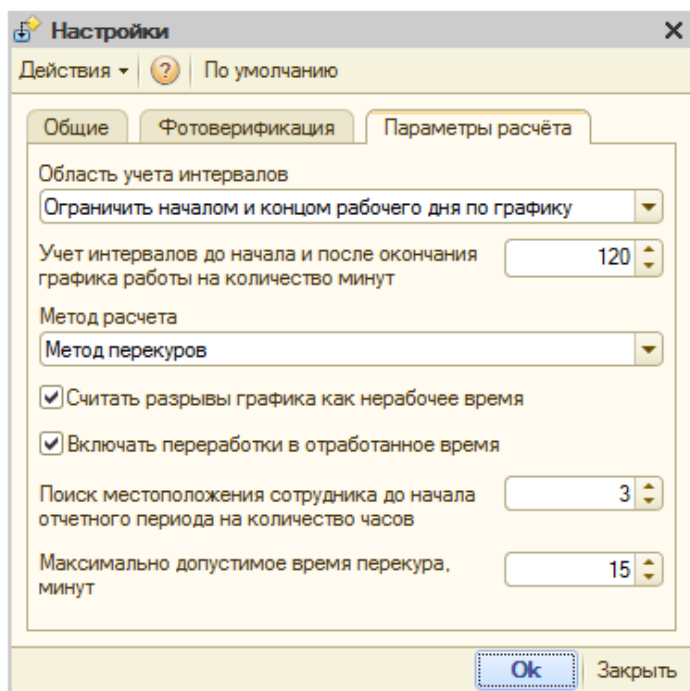 Настройки
Действия ? По умолчанию
Общие Фотоверификация Параметры расчёта
Область учета интервалов
Ограничить началом и концом рабочего дня по графику
Учет интервалов до начала и после окончания
графика работы на количество минут
120
Метод расчета
Метод перекуров
Считать разрывы графика как нерабочее время
Включать переработки в отработанное время
Поиск местоположения сотрудника до начала
отчетного периода на количество часов
3
Максимально допустимое время перекура,
минут
15
Ok Закрыть